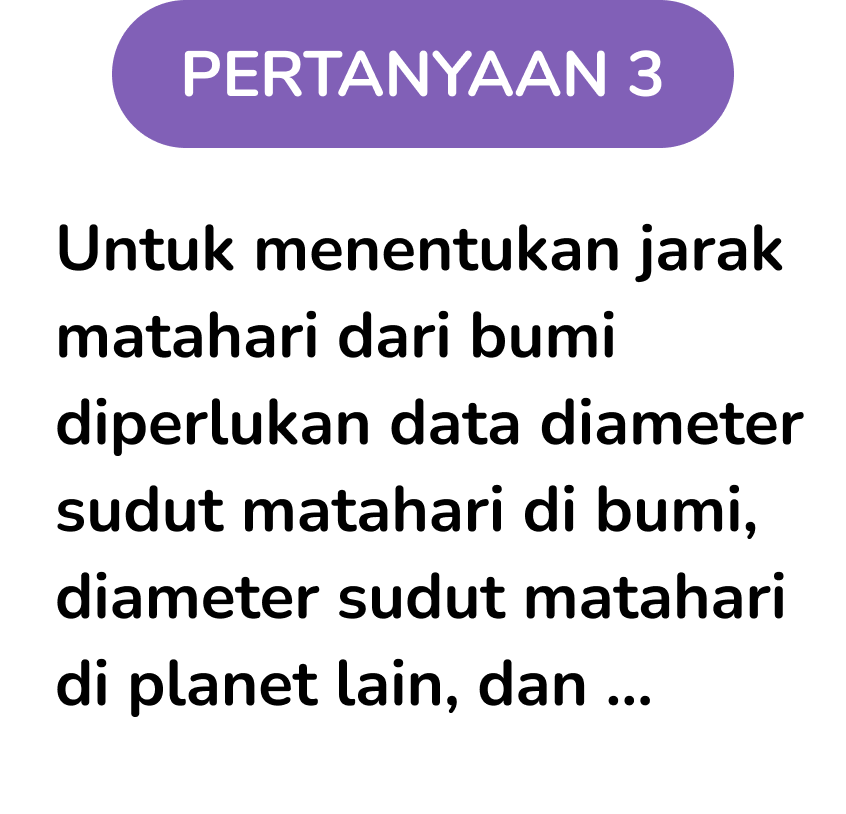 PERTANYAAN 3
Untuk menentukan jarak
matahari dari bumi
diperlukan data diameter
sudut matahari di bumi,
diameter sudut matahari
di planet lain, dan ...